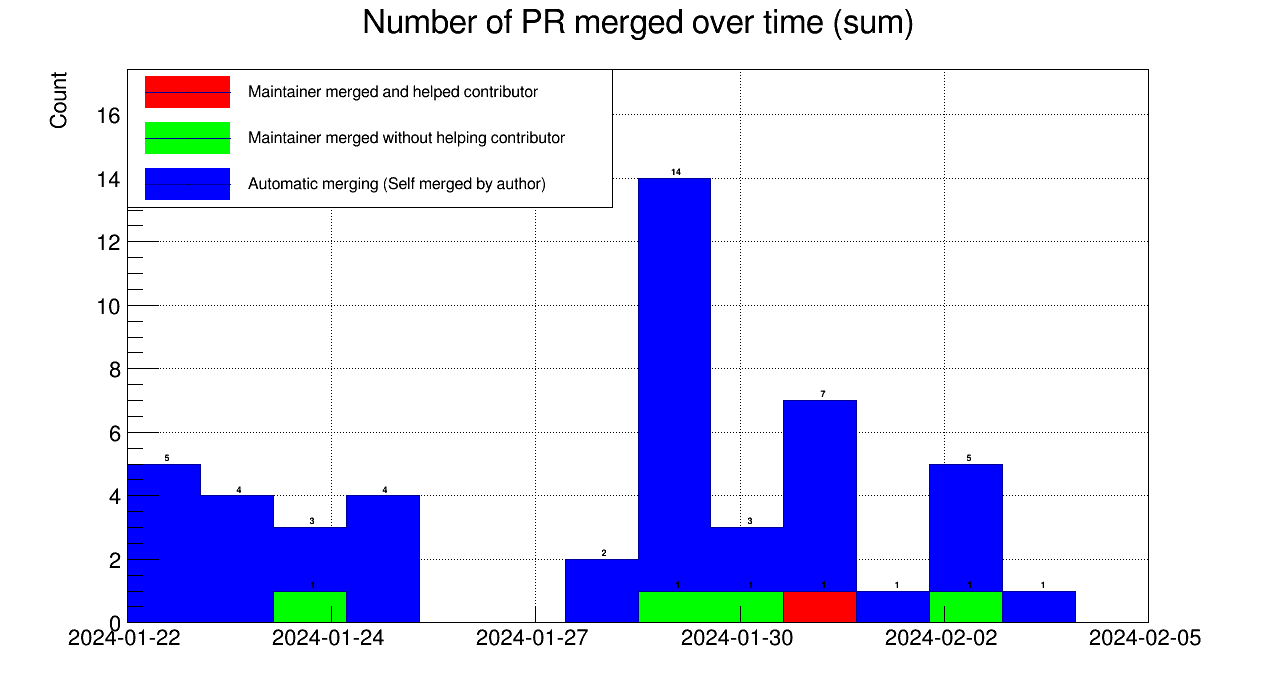 Number of PR merged over time (sum)
Count
Maintainer merged and helped contributor
Maintainer merged without helping contributor
Automatic merging (Self merged by author)
16
14
12
10
8
6
4
2
0
14
7
5 5
4 4
3 3
2
1 1 1 1 1 1 1
2024-01-22 2024-01-24 2024-01-27 2024-01-30 2024-02-02 2024-02-05